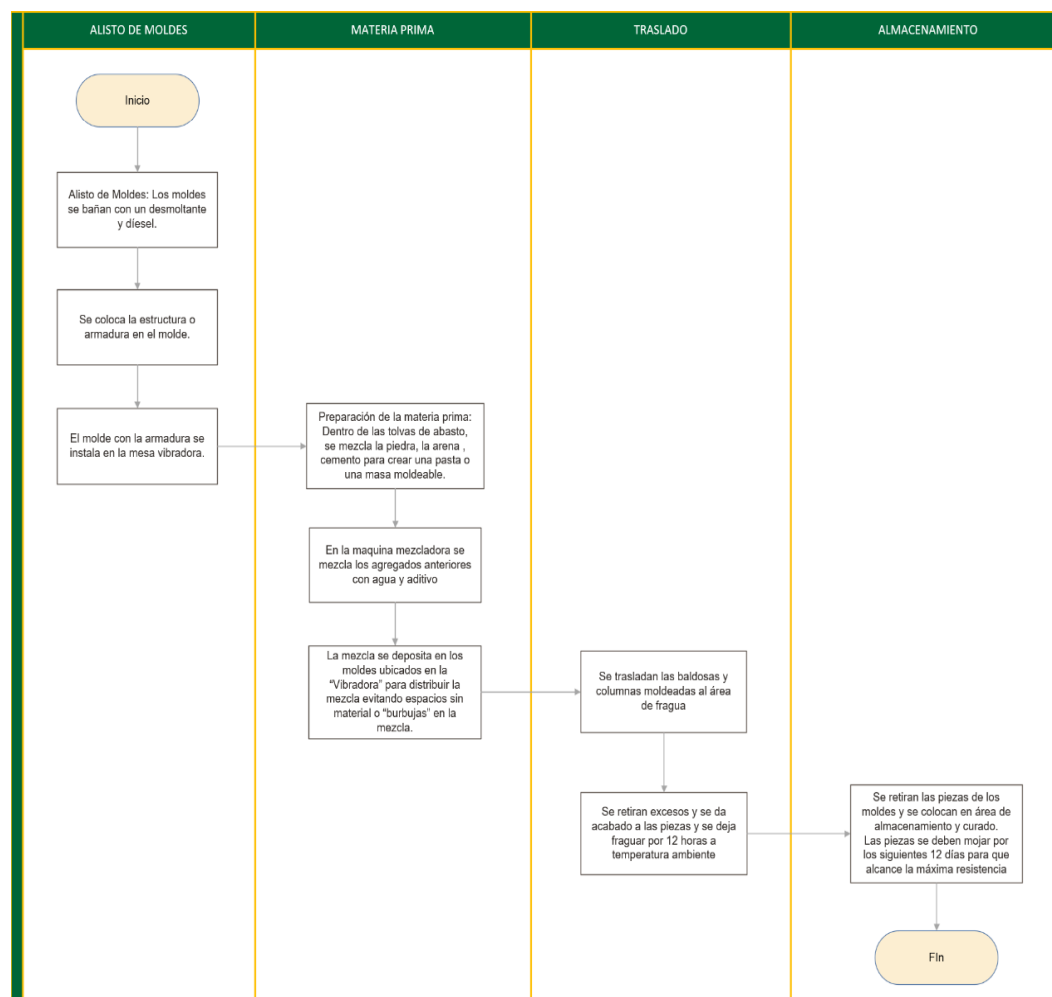 ALISTO DE MOLDES
MATERIA PRIMA
TRASLADO
ALMACENAMIENTO
Inicio
Alisto de Moldes: Los moldes
se bañan con un desmoltante
y díesel.
Se coloca la estructura o
armadura en el molde.
El molde con la armadura se
instala en la mesa vibradora.
Preparación de la materia prima:
Dentro de las tolvas de abasto,
se mezcla la piedra, la arena ,
cemento para crear una pasta o
una masa moldeable.
En la maquina mezcladora se
mezcla los agregados anteriores
con agua y aditivo
La mezcla se deposita en los
moldes ubicados en la
“Vibradora” para distribuir la
mezcla evitando espacios sin
material o “burbujas” en la
mezcla.
Se trasladan las baldosas y
columnas moldeadas al área
de fragua
Se retiran excesos y se da
acabado a las piezas y se deja
fraguar por 12 horas a
temperatura ambiente
Se retiran las piezas de los
moldes y se colocan en área de
almacenamiento y curado.
Las piezas se deben mojar por
los siguientes 12 días para que
alcance la máxima resistencia
FIn